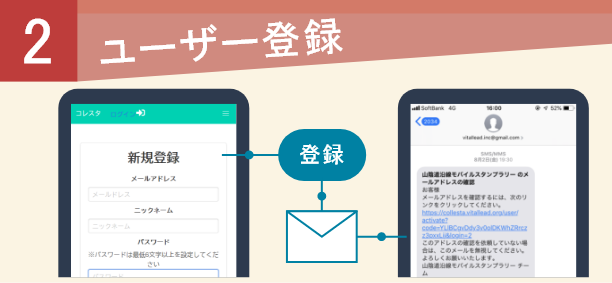 2
ユーザー登録
コレスタ ログイン
新規登録
メールアドレス
メールドレス
ニックネーム
ニックネーム
パスワード
※パスワードは最低6文字以上を設定してくだ
さい
パスワード
登録
SoftBank 4G 16:00 52%
2034
vitallead.inc@gmail.com
SMS/MMS
8月2日(金) 16:30
山陰道沿線モバイルスタンプラリー のメ
ールアドレスの確認
お客様
メールアドレスを確認するには、次のリ
ンクをクリックしてください。
https://collesta.vitallead.org/user/
activate?
このアドレスの確認を依頼していない場
合は、このメールを無視してください。
よろしくお願いいたします。
山陰道沿線モバイルスタンプラリー チー
ム